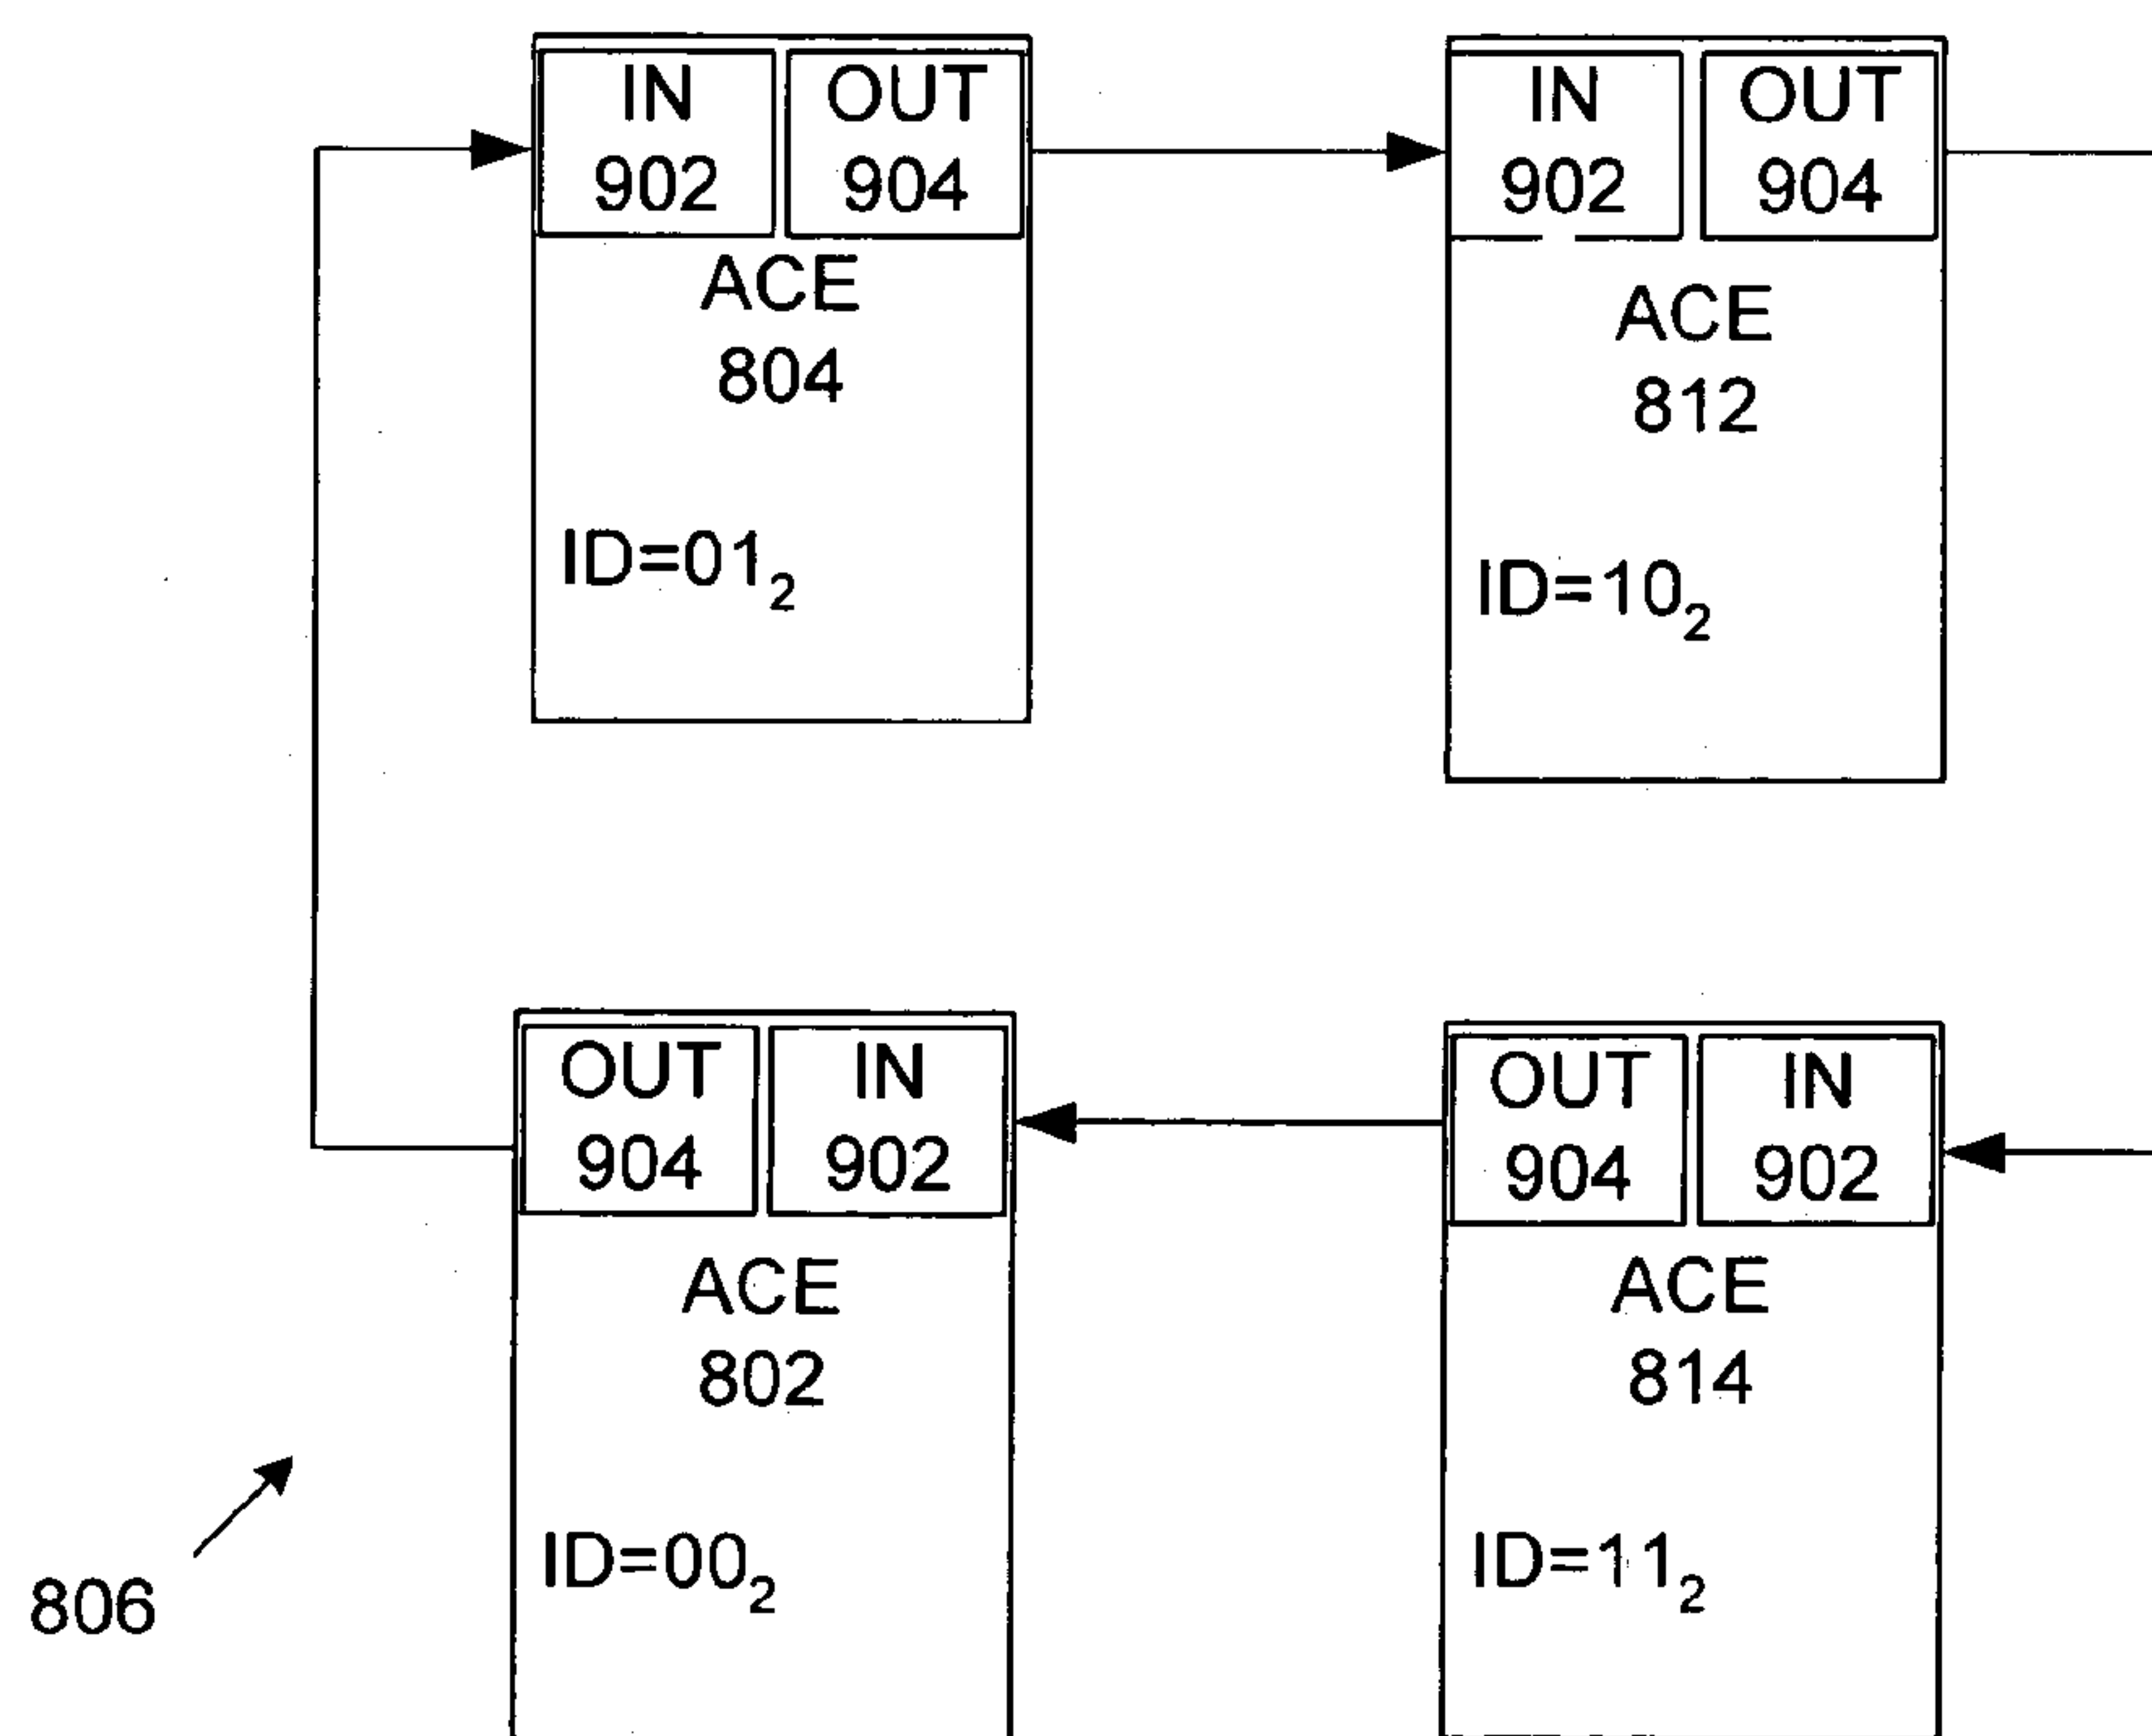 IN
902
OUT
904
ACE
804
ID=01₂
IN
902
OUT
904
ACE
812
ID=10₂
OUT
904
IN
902
ACE
802
ID=00₂
OUT
904
IN
902
ACE
814
ID=11₂
806